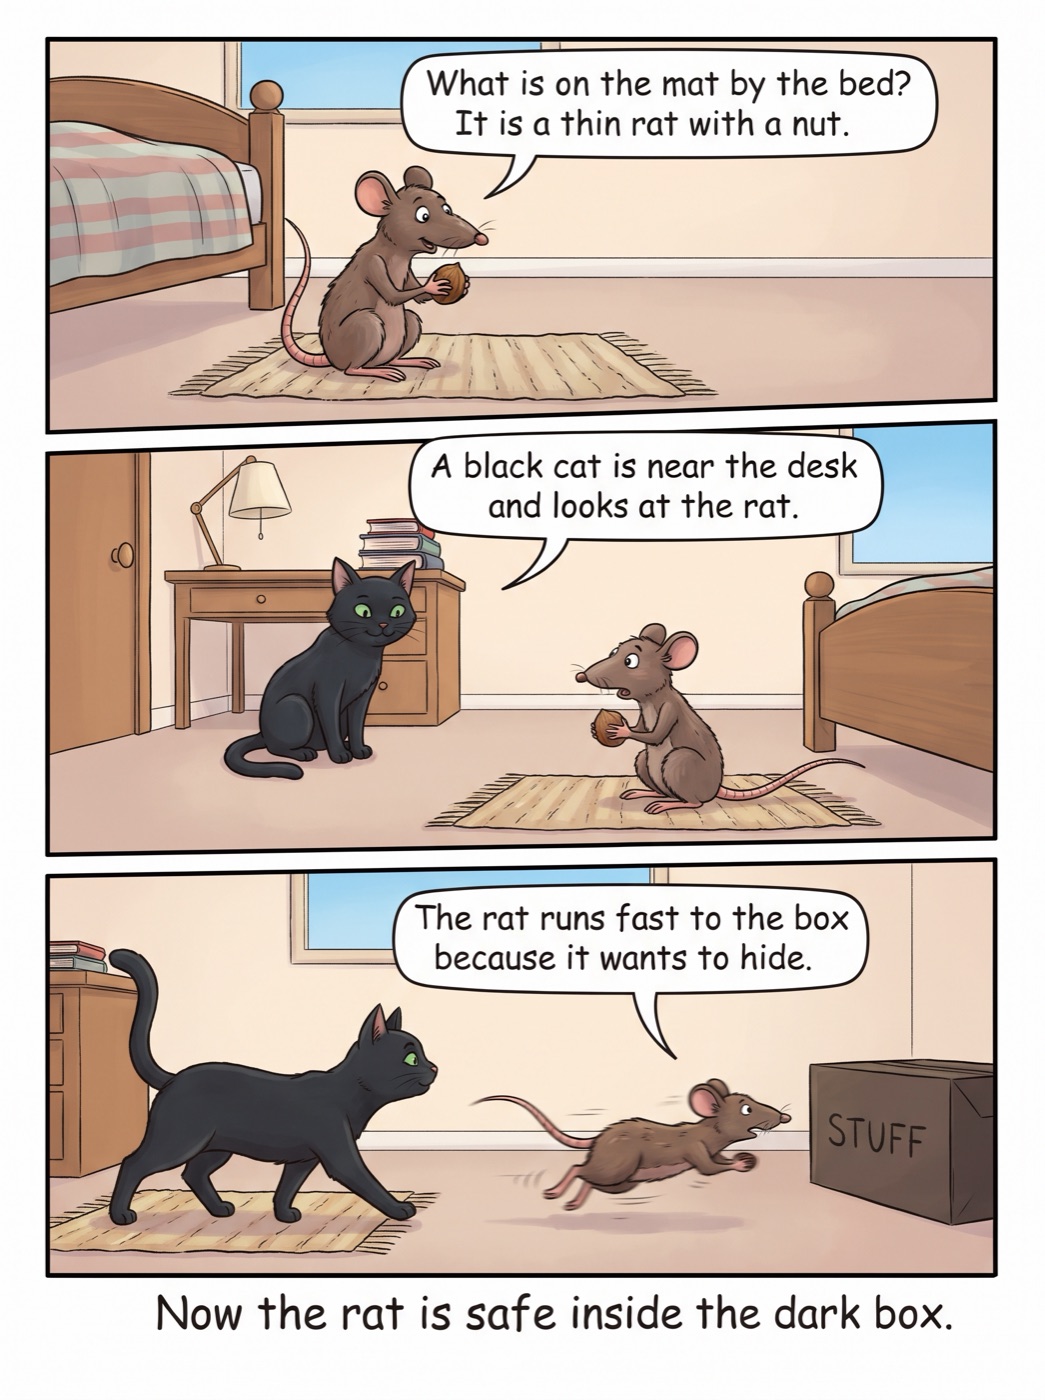 What is on the mat by the bed?
It is a thin rat with a nut.
A black cat is near the desk
and looks at the rat.
The rat runs fast to the box
because it wants to hide.
STUFF
Now the rat is safe inside the dark box.